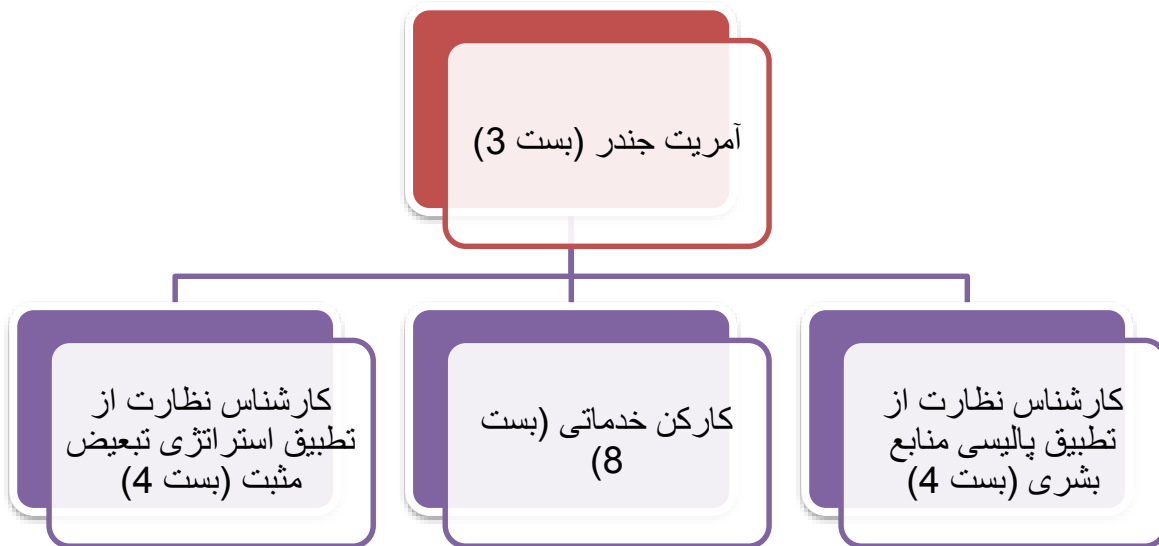 آمریت جندر (بست 3)
کارشناس نظارت از
تطبیق پالیسی منابع
بشری (بست 4)
کارکن خدماتی (بست
8)
کارشناس نظارت از
تطبیق استراتژی تبعیض
مثبت (بست 4)